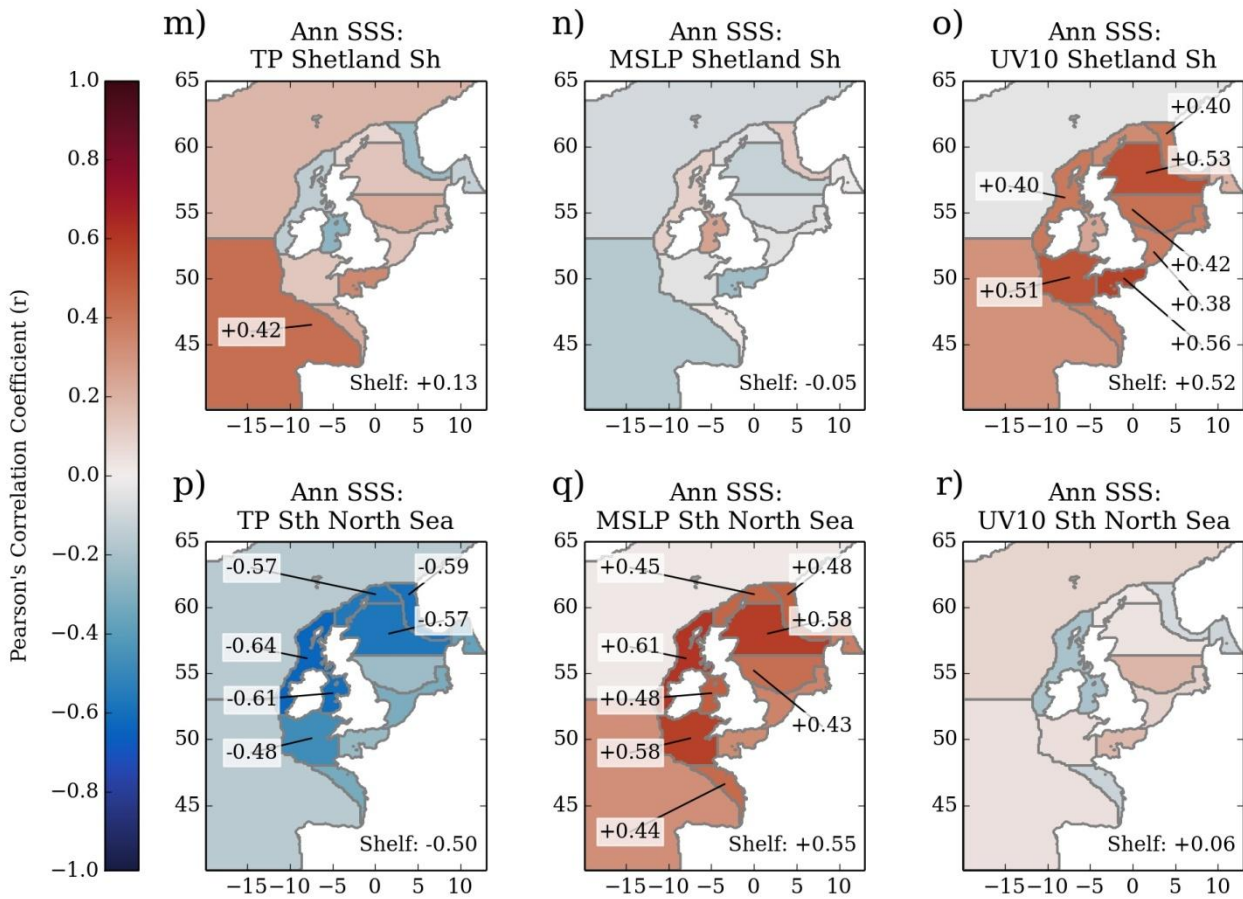 m)
Ann SSS:
TP Shetland Sh
n)
Ann SSS:
MSLP Shetland Sh
o)
Ann SSS:
UV10 Shetland Sh
Pearson's Correlation Coefficient (r)
1.0
0.8
0.6
0.4
0.2
0.0
−0.2
−0.4
−0.6
−0.8
−1.0
65
60
55
50
45
+0.42
Shelf: +0.13
−15 −10 −5 0 5 10
65
60
55
50
45
Shelf: -0.05
−15 −10 −5 0 5 10
65
60
55
50
45
+0.40
+0.53
+0.40
+0.42
+0.51
+0.38
+0.56
Shelf: +0.52
−15 −10 −5 0 5 10
p)
Ann SSS:
TP Sth North Sea
q)
Ann SSS:
MSLP Sth North Sea
r)
Ann SSS:
UV10 Sth North Sea
65
60
55
50
45
-0.57
-0.59
-0.57
-0.64
-0.61
-0.48
Shelf: -0.50
−15 −10 −5 0 5 10
65
60
55
50
45
+0.45
+0.48
+0.58
+0.61
+0.48
+0.43
+0.58
+0.44
Shelf: +0.55
−15 −10 −5 0 5 10
65
60
55
50
45
Shelf: +0.06
−15 −10 −5 0 5 10